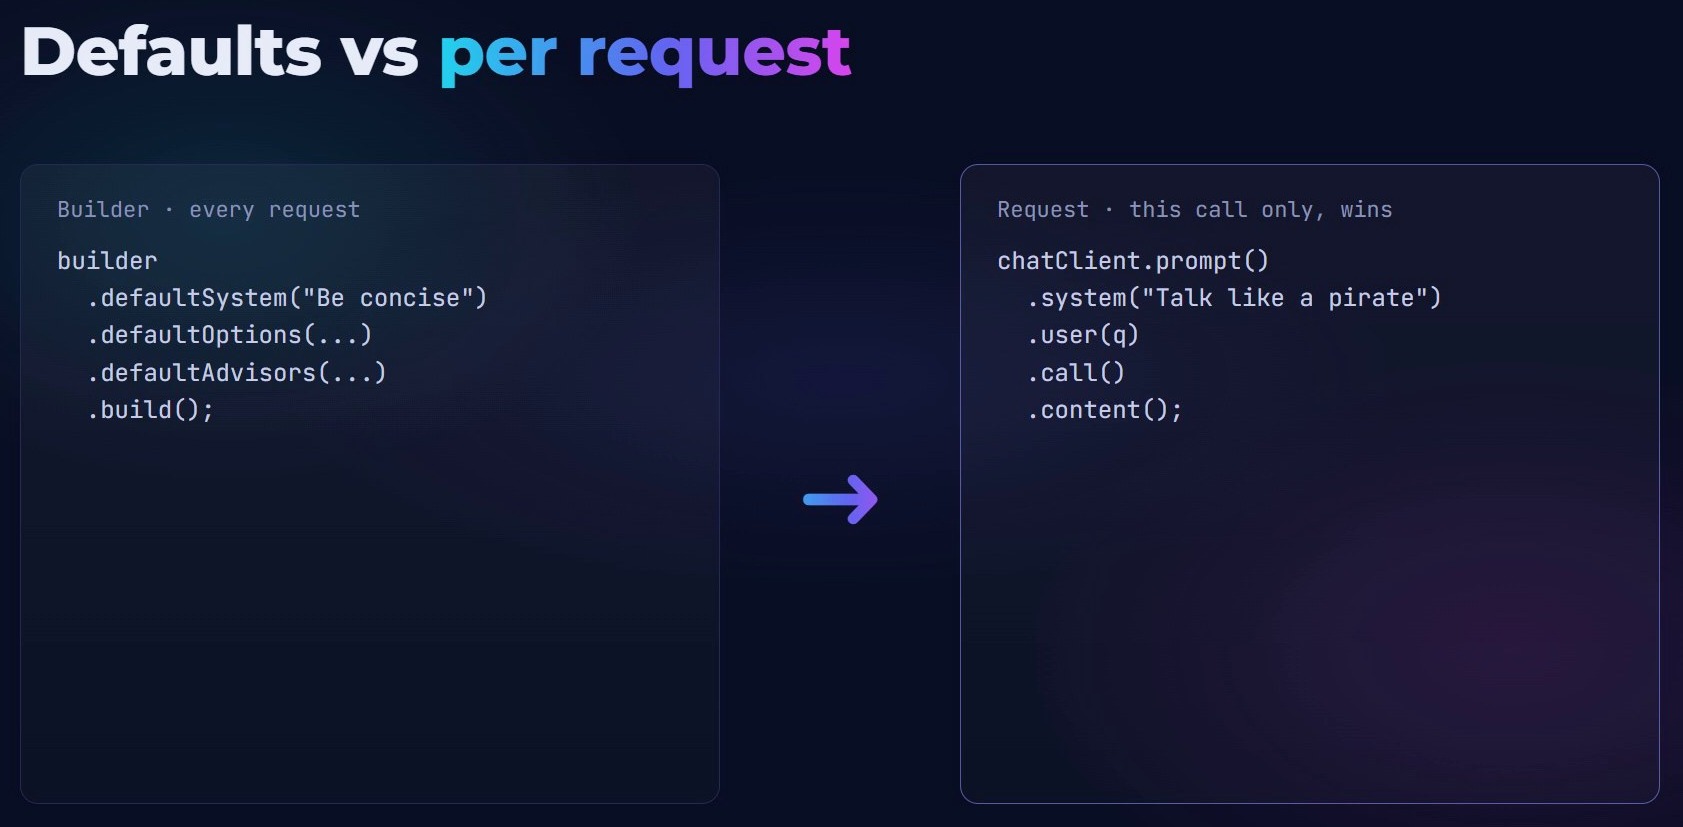 Defaults vs per request
Builder · every request
builder
  .defaultSystem("Be concise")
  .defaultOptions(...)
  .defaultAdvisors(...)
  .build();
Request · this call only, wins
chatClient.prompt()
  .system("Talk like a pirate")
  .user(q)
  .call()
  .content();